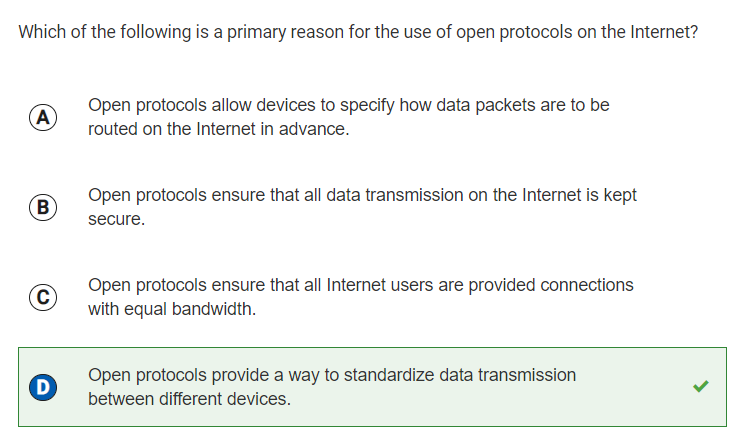 Which of the following is a primary reason for the use of open protocols on the Internet?
A
Open protocols allow devices to specify how data packets are to be
routed on the Internet in advance.
B
Open protocols ensure that all data transmission on the Internet is kept
secure.
C
Open protocols ensure that all Internet users are provided connections
with equal bandwidth.
D
Open protocols provide a way to standardize data transmission
between different devices.